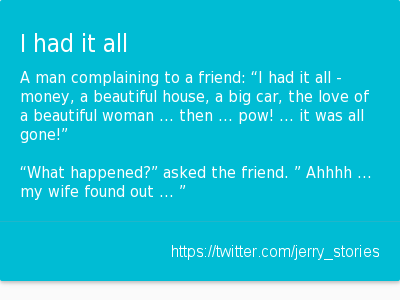 I had it all
A man complaining to a friend: “I had it all -
money, a beautiful house, a big car, the love of
a beautiful woman ... then ... pow! ... it was all
gone!”
“What happened?” asked the friend. ” Ahhhh ...
my wife found out ... ”
https://twitter.com/jerry_stories